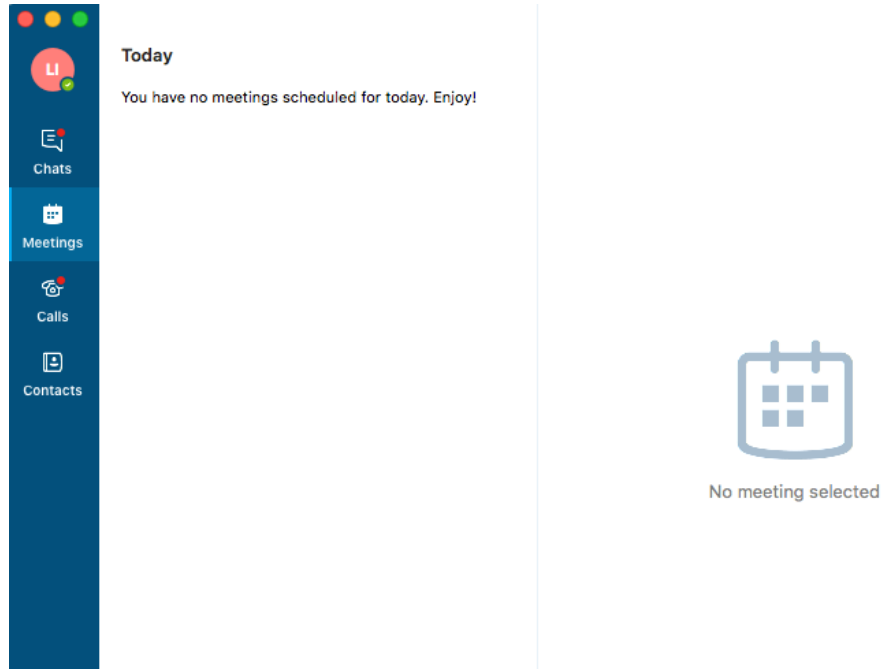 LI
Chats
Meetings
Calls
Contacts
Today
You have no meetings scheduled for today. Enjoy!
No meeting selected